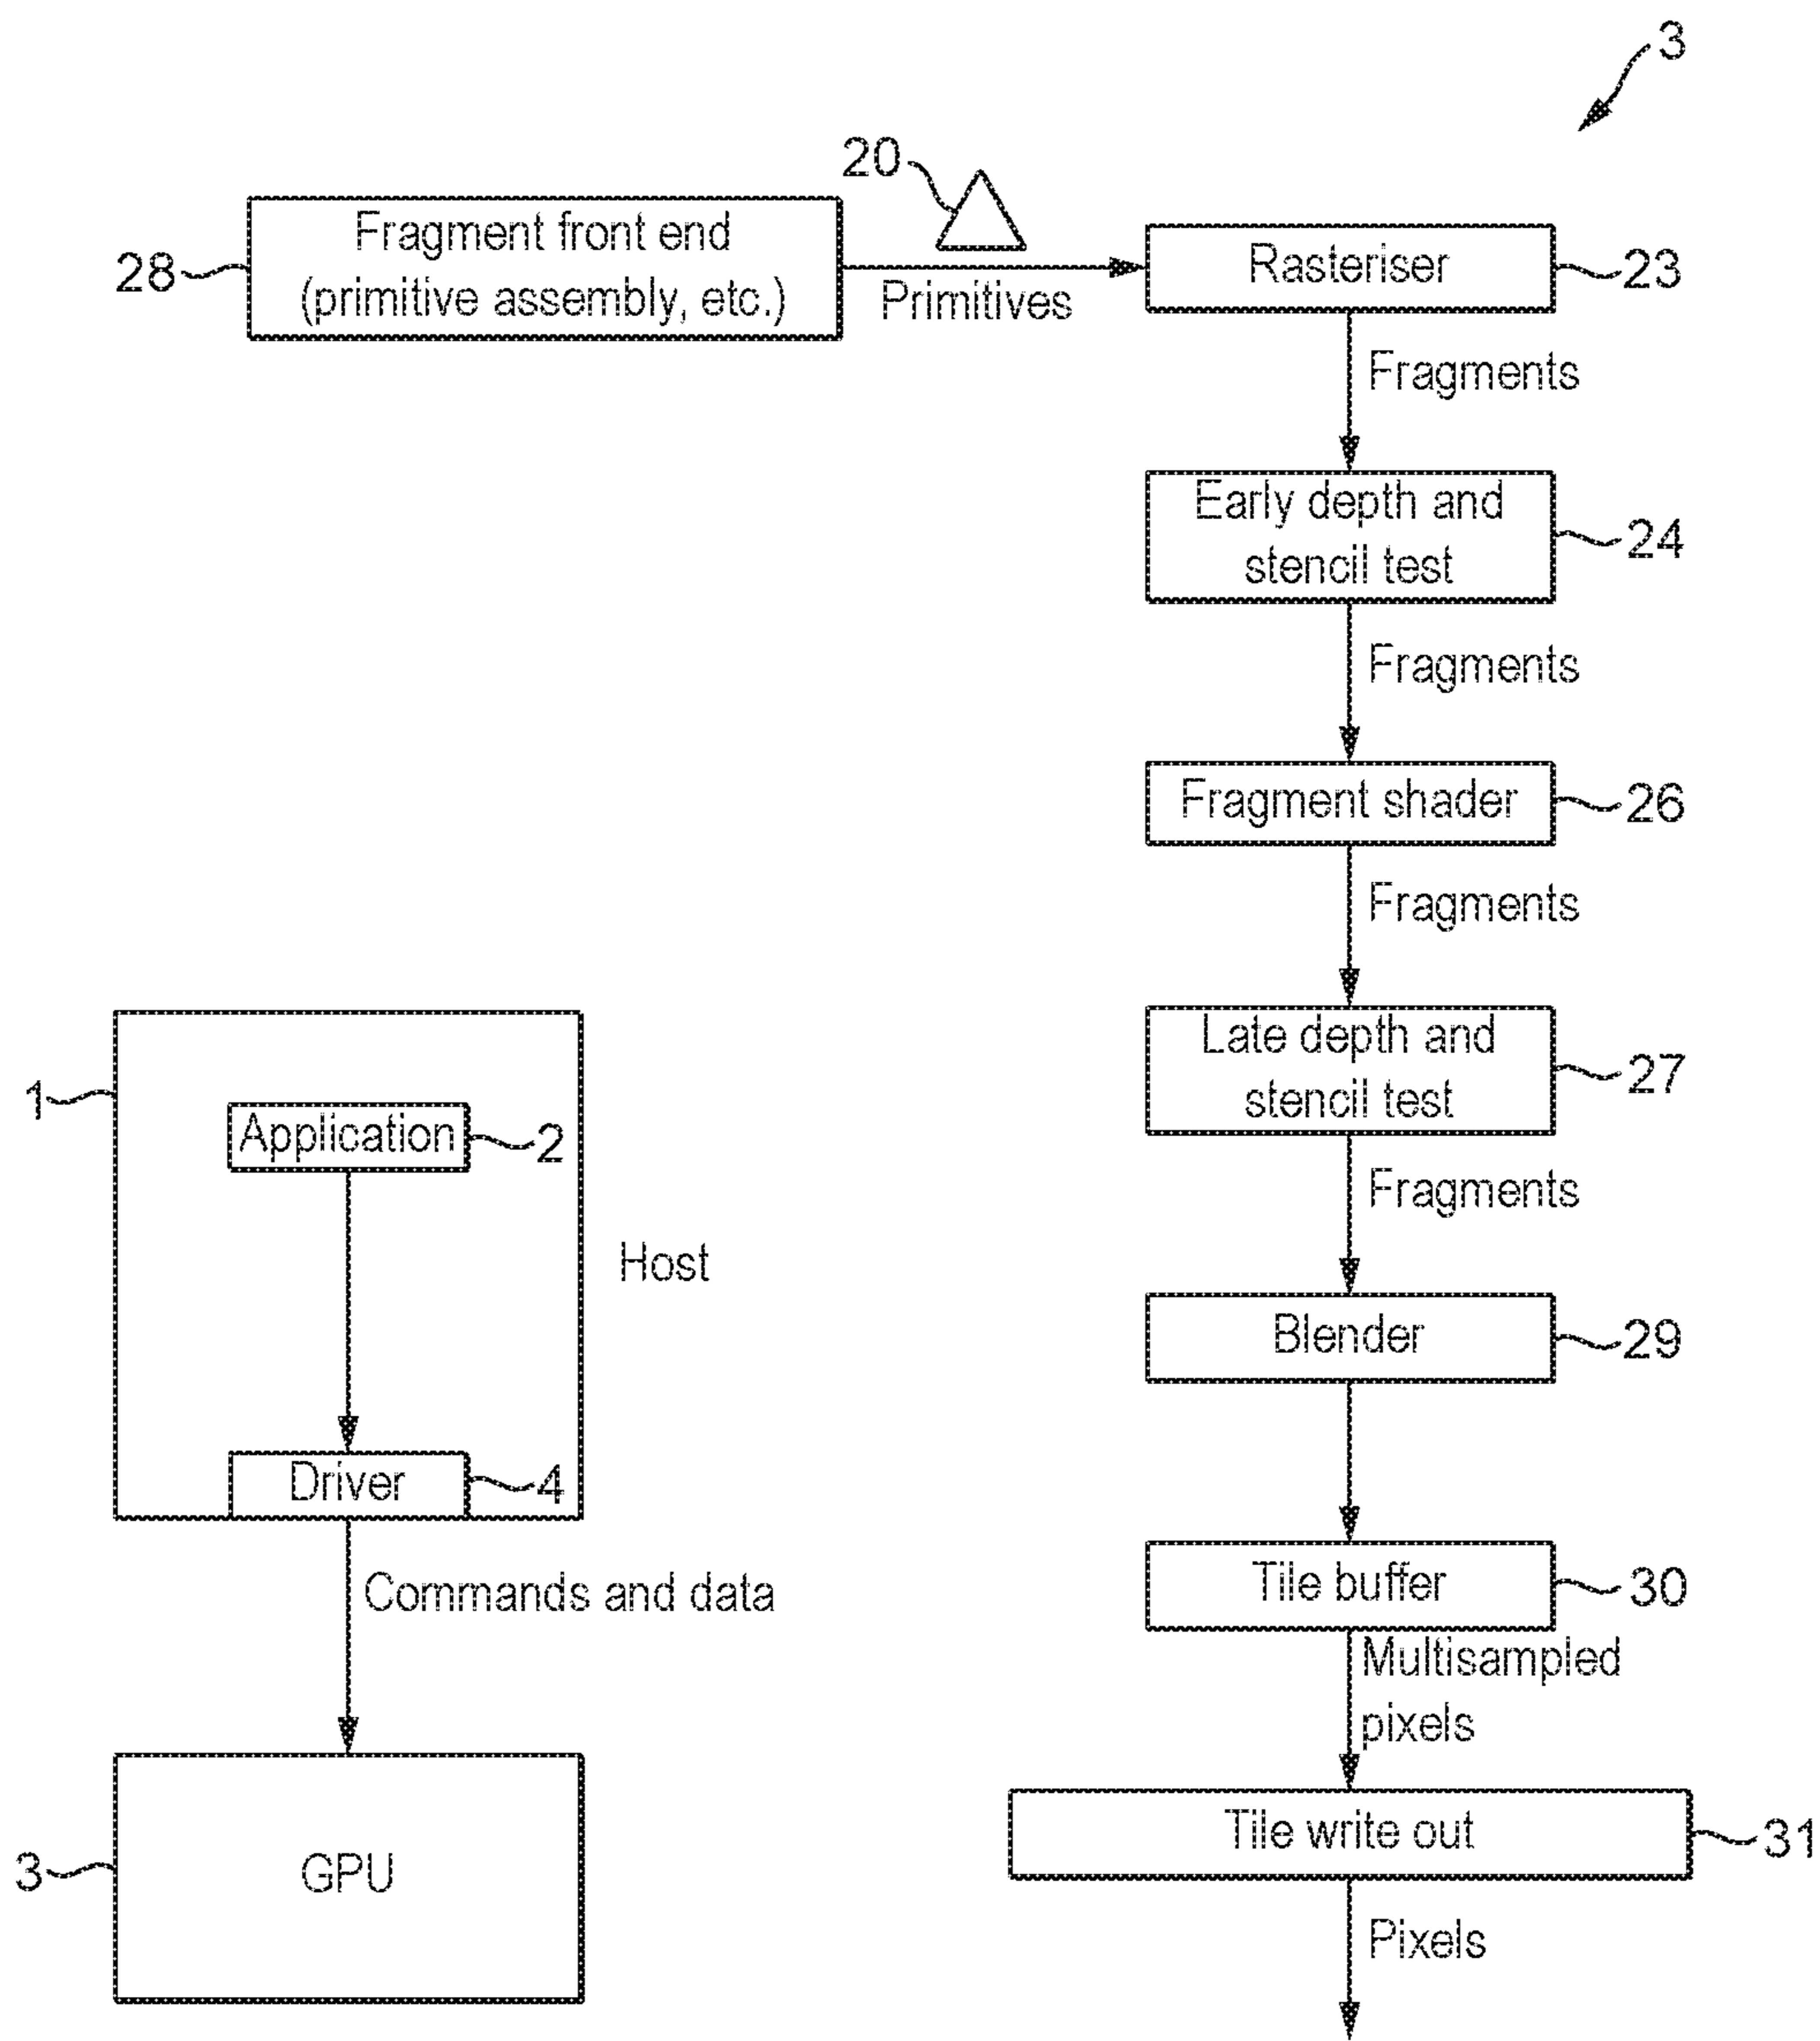 3
20
28
Fragment front end
(primitive assembly, etc.)
Primitives
Rasteriser
23
Fragments
Early depth and
stencil test
24
Fragments
Fragment shader
26
Fragments
Late depth and
stencil test
27
Fragments
Blender
29
Tile buffer
30
Multisampled
pixels
Tile write out
31
Pixels
1
Application
2
Host
Driver
4
Commands and data
3
GPU